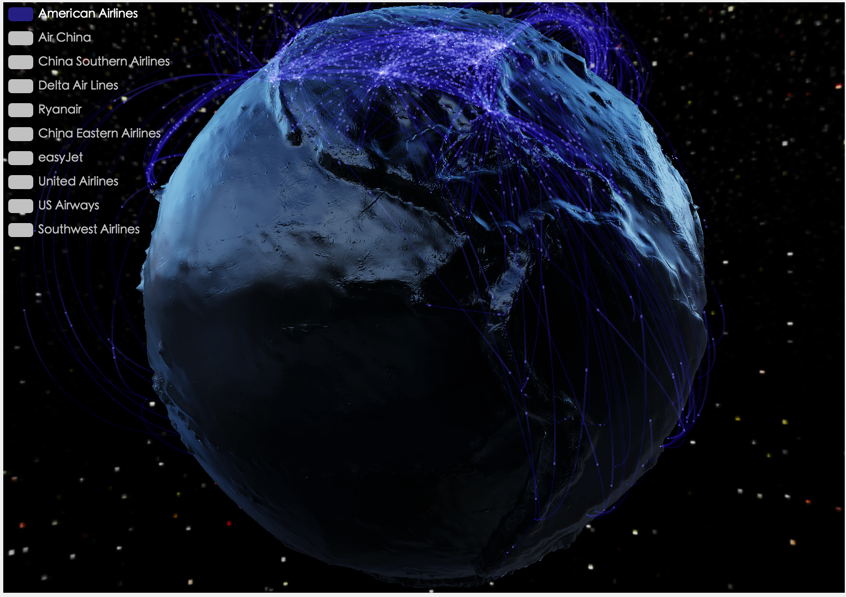 American Airlines
Air China
China Southern Airlines
Delta Air Lines
Ryanair
China Eastern Airlines
easyJet
United Airlines
US Airways
Southwest Airlines